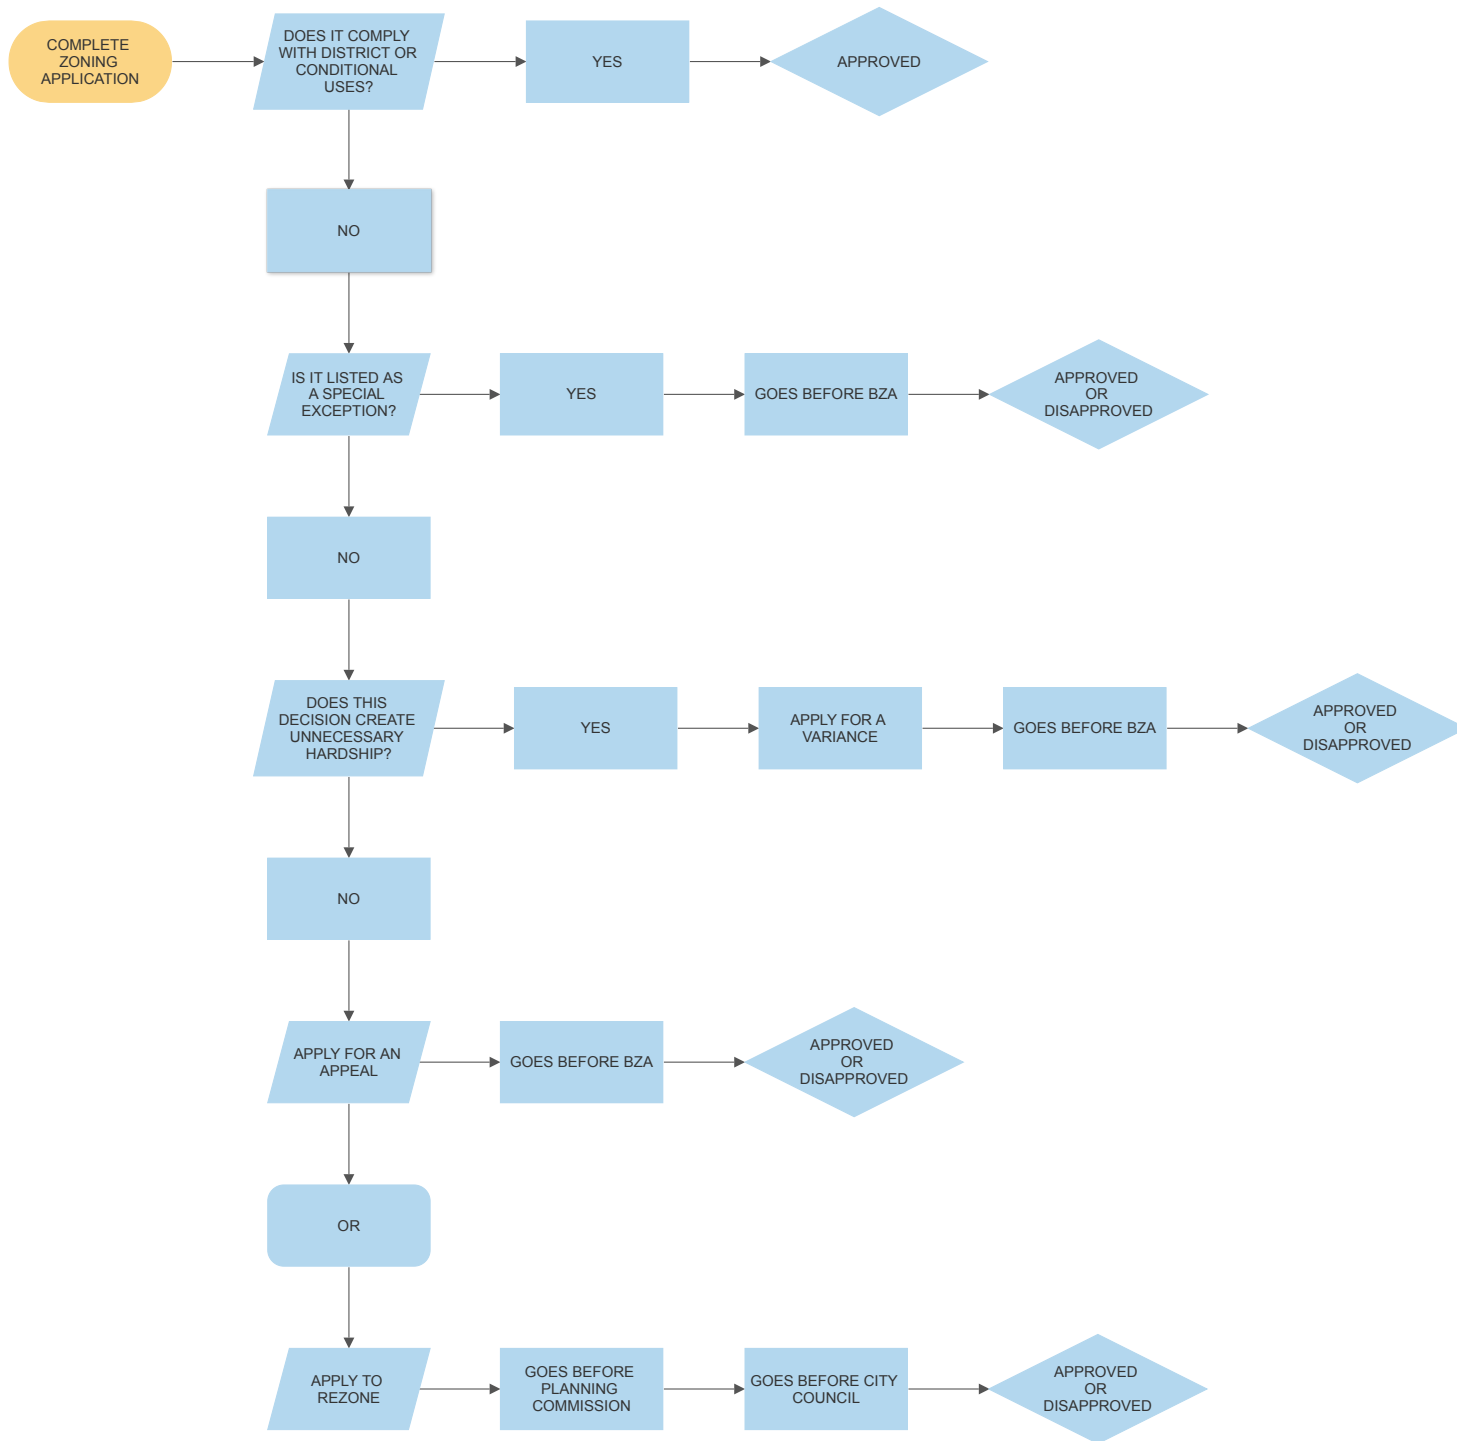 COMPLETE
ZONING
APPLICATION
DOES IT COMPLY
WITH DISTRICT OR
CONDITIONAL
USES?
YES
APPROVED
NO
IS IT LISTED AS
A SPECIAL
EXCEPTION?
YES
GOES BEFORE BZA
APPROVED
OR
DISAPPROVED
NO
DOES THIS
DECISION CREATE
UNNECESSARY
HARDSHIP?
YES
APPLY FOR A
VARIANCE
GOES BEFORE BZA
APPROVED
OR
DISAPPROVED
NO
APPLY FOR AN
APPEAL
GOES BEFORE BZA
APPROVED
OR
DISAPPROVED
OR
APPLY TO
REZONE
GOES BEFORE
PLANNING
COMMISSION
GOES BEFORE CITY
COUNCIL
APPROVED
OR
DISAPPROVED